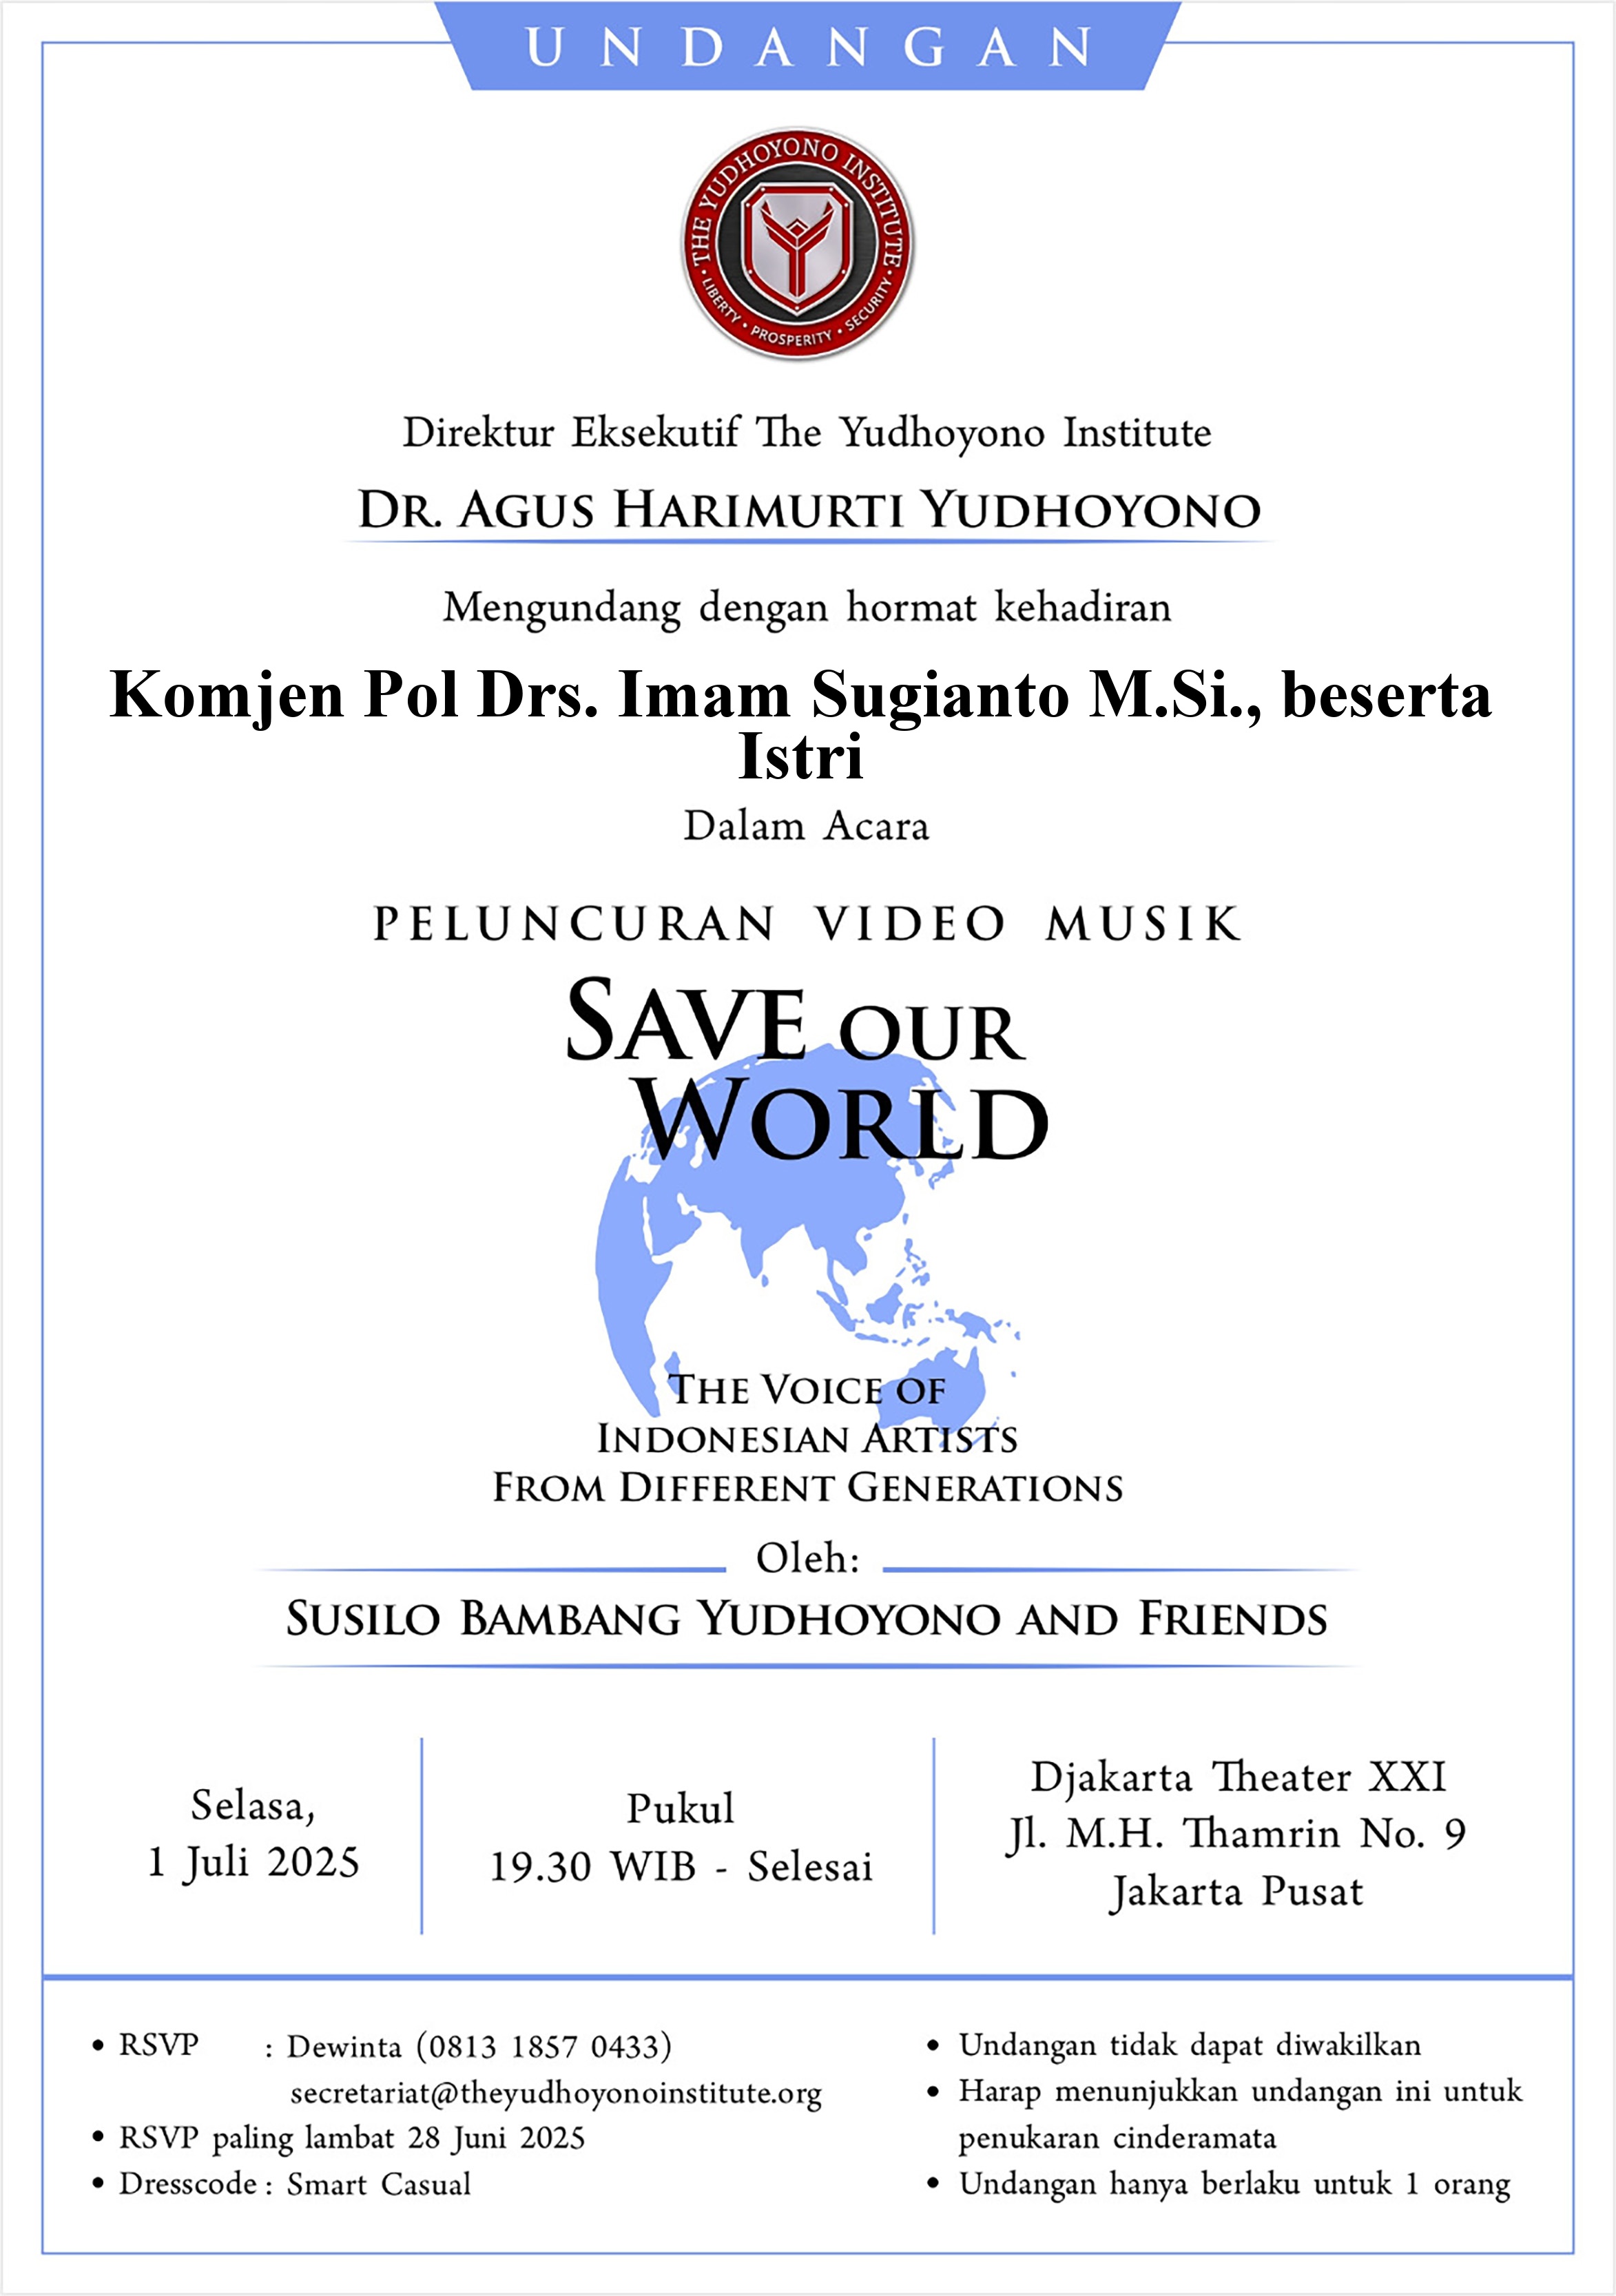 UNDANGAN
THE YUDHOYONO INSTITUTE
LIBERTY • PROSPERITY • SECURITY
Direktur Eksekutif The Yudhoyono Institute
DR. AGUS HARIMURTI YUDHOYONO
Mengundang dengan hormat kehadiran
Komjen Pol Drs. Imam Sugianto M.Si., beserta
Istri
Dalam Acara
PELUNCURAN VIDEO MUSIK
SAVE OUR
WORLD
THE VOICE OF
INDONESIAN ARTISTS
FROM DIFFERENT GENERATIONS
Oleh:
SUSILO BAMBANG YUDHOYONO AND FRIENDS
Selasa,
1 Juli 2025
Pukul
19.30 WIB - Selesai
Djakarta Theater XXI
Jl. M.H. Thamrin No. 9
Jakarta Pusat
• RSVP : Dewinta (0813 1857 0433)
secretariat@theyudhoyonoinstitute.org
• RSVP paling lambat 28 Juni 2025
• Dresscode : Smart Casual
• Undangan tidak dapat diwakilkan
• Harap menunjukkan undangan ini untuk
penukaran cinderamata
• Undangan hanya berlaku untuk 1 orang